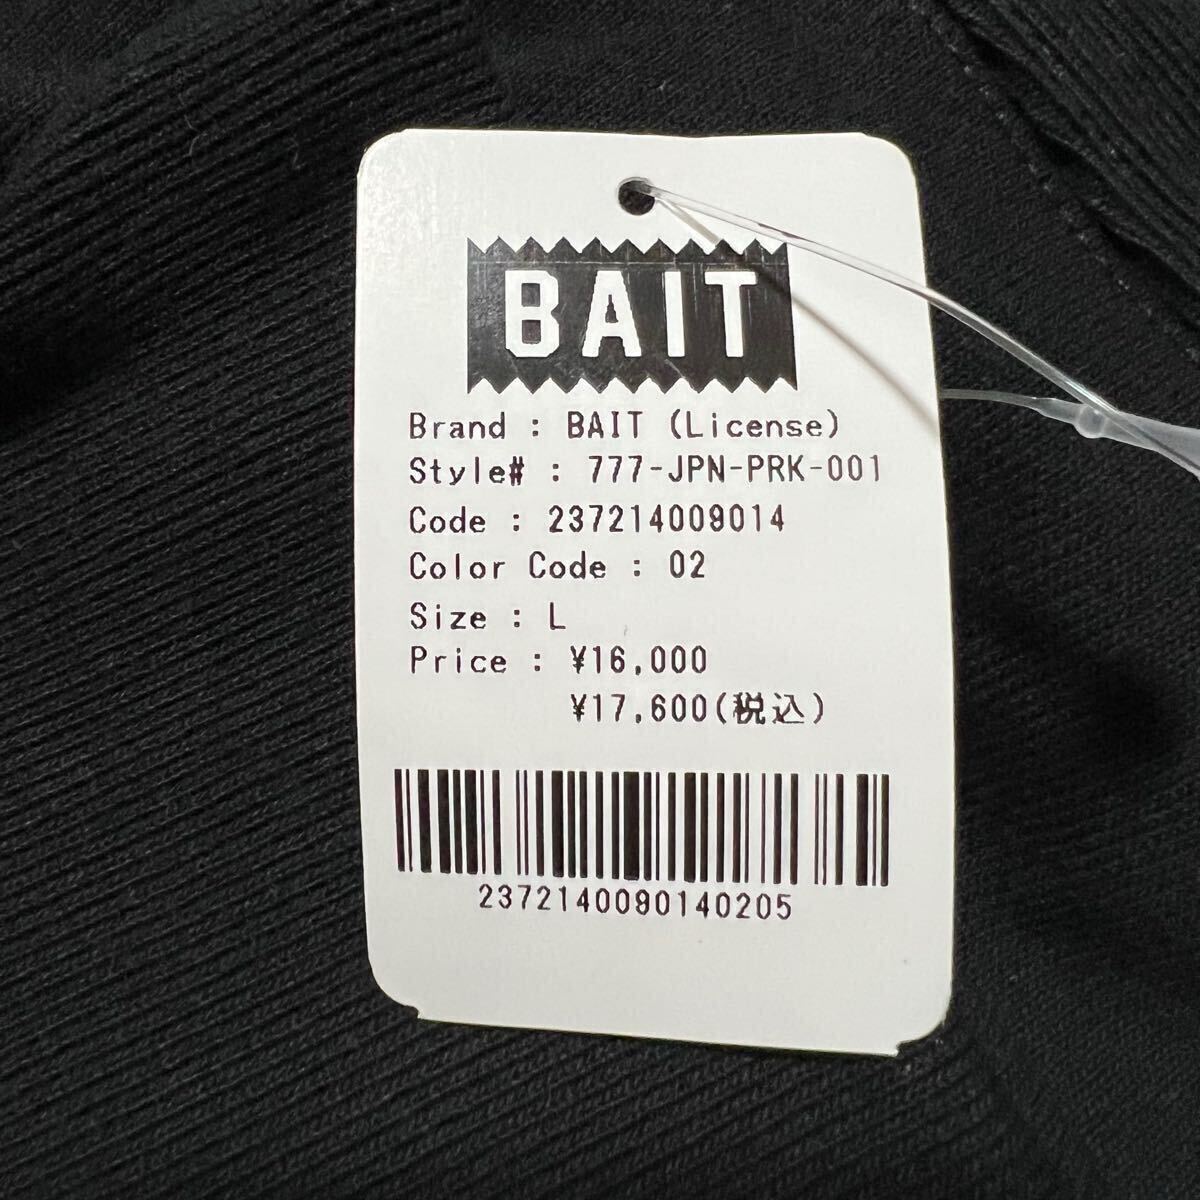 BAIT
Brand : BAIT (License)
Style# : 777-JPN-PRK-001
Code : 237214009014
Color Code : 02
Size : L
Price : ¥16,000
¥17,600(税込)
2372140090140205